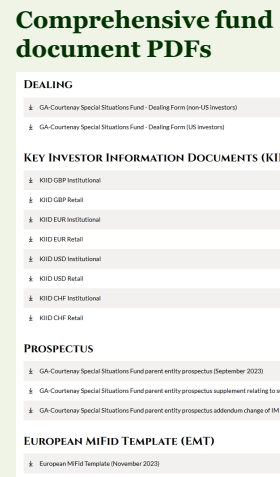 Comprehensive fund
document PDFs
Dealing
GA-Courtenay Special Situations Fund - Dealing Form (non-US investors)
GA-Courtenay Special Situations Fund - Dealing Form (US investors)
Key Investor Information Documents
KIID GBP Institutional
KIID GBP Retail
KIID EUR Institutional
KIID EUR Retail
KIID USD Institutional
KIID USD Retail
KIID CHF Institutional
KIID CHF Retail
Prospectus
GA-Courtenay Special Situations Fund parent entity prospectus (September 2023)
GA-Courtenay Special Situations Fund parent entity prospectus supplement relating to
GA-Courtenay Special Situations Fund parent entity prospectus addendum change of IM
European MiFid Template (EMT)
European MiFid Template (November 2023)